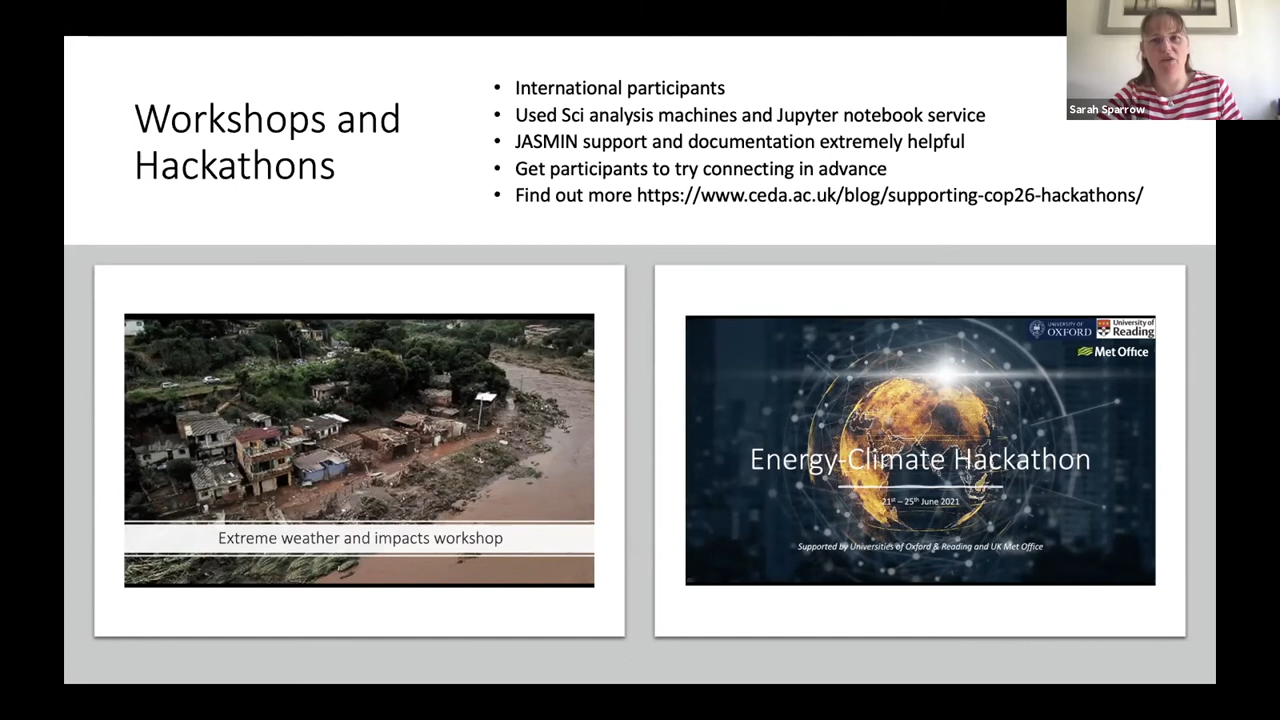 Workshops and
Hackathons
• International participants
• Used Sci analysis machines and Jupyter notebook service
• JASMIN support and documentation extremely helpful
• Get participants to try connecting in advance
• Find out more https://www.ceda.ac.uk/blog/supporting-cop26-hackathons/
Sarah Sparrow
Extreme weather and impacts workshop
UNIVERSITY OF
OXFORD
University of
Reading
Met Office
Energy-Climate Hackathon
21st – 25th June 2021
Supported by Universities of Oxford & Reading and UK Met Office